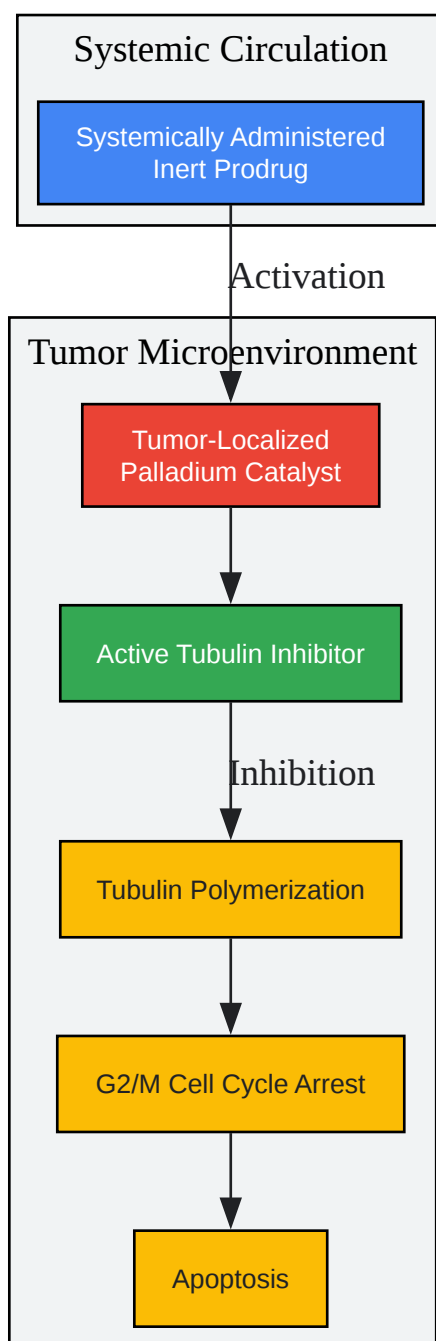 Systemic Circulation
Systemically Administered
Inert Prodrug
Activation
Tumor Microenvironment
Tumor-Localized
Palladium Catalyst
Active Tubulin Inhibitor
Inhibition
Tubulin Polymerization
G2/M Cell Cycle Arrest
Apoptosis